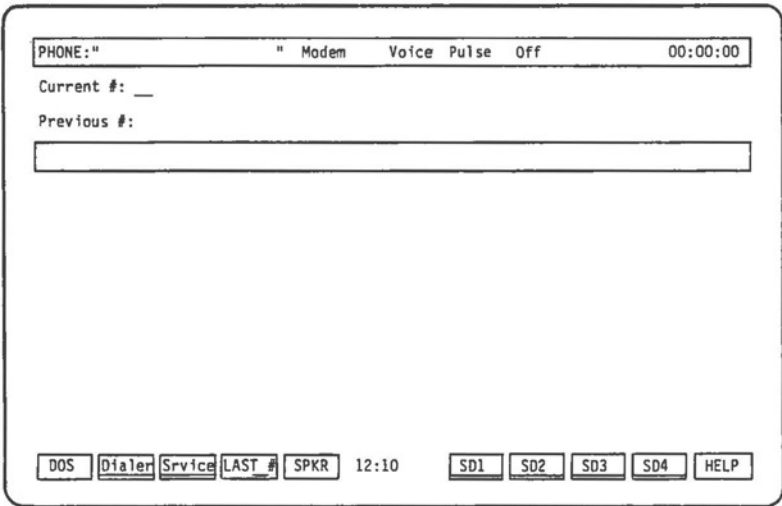 PHONE:" " Modem Voice Pulse Off 00:00:00
Current #: __
Previous #:
DOS Dialer Srvice LAST_# SPKR 12:10 SD1 SD2 SD3 SD4 HELP